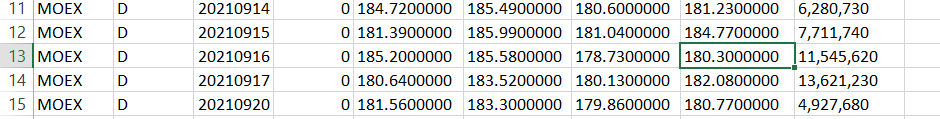 11 MOEX D 20210914 0 184.7200000 185.4900000 180.6000000 181.2300000 6,280,730
12 MOEX D 20210915 0 181.3900000 185.9900000 181.0400000 184.7700000 7,711,740
13 MOEX D 20210916 0 185.2000000 185.5800000 178.7300000 180.3000000 11,545,620
14 MOEX D 20210917 0 180.6400000 183.5200000 180.1300000 182.0800000 13,621,230
15 MOEX D 20210920 0 181.5600000 183.3000000 179.8600000 180.7700000 4,927,680